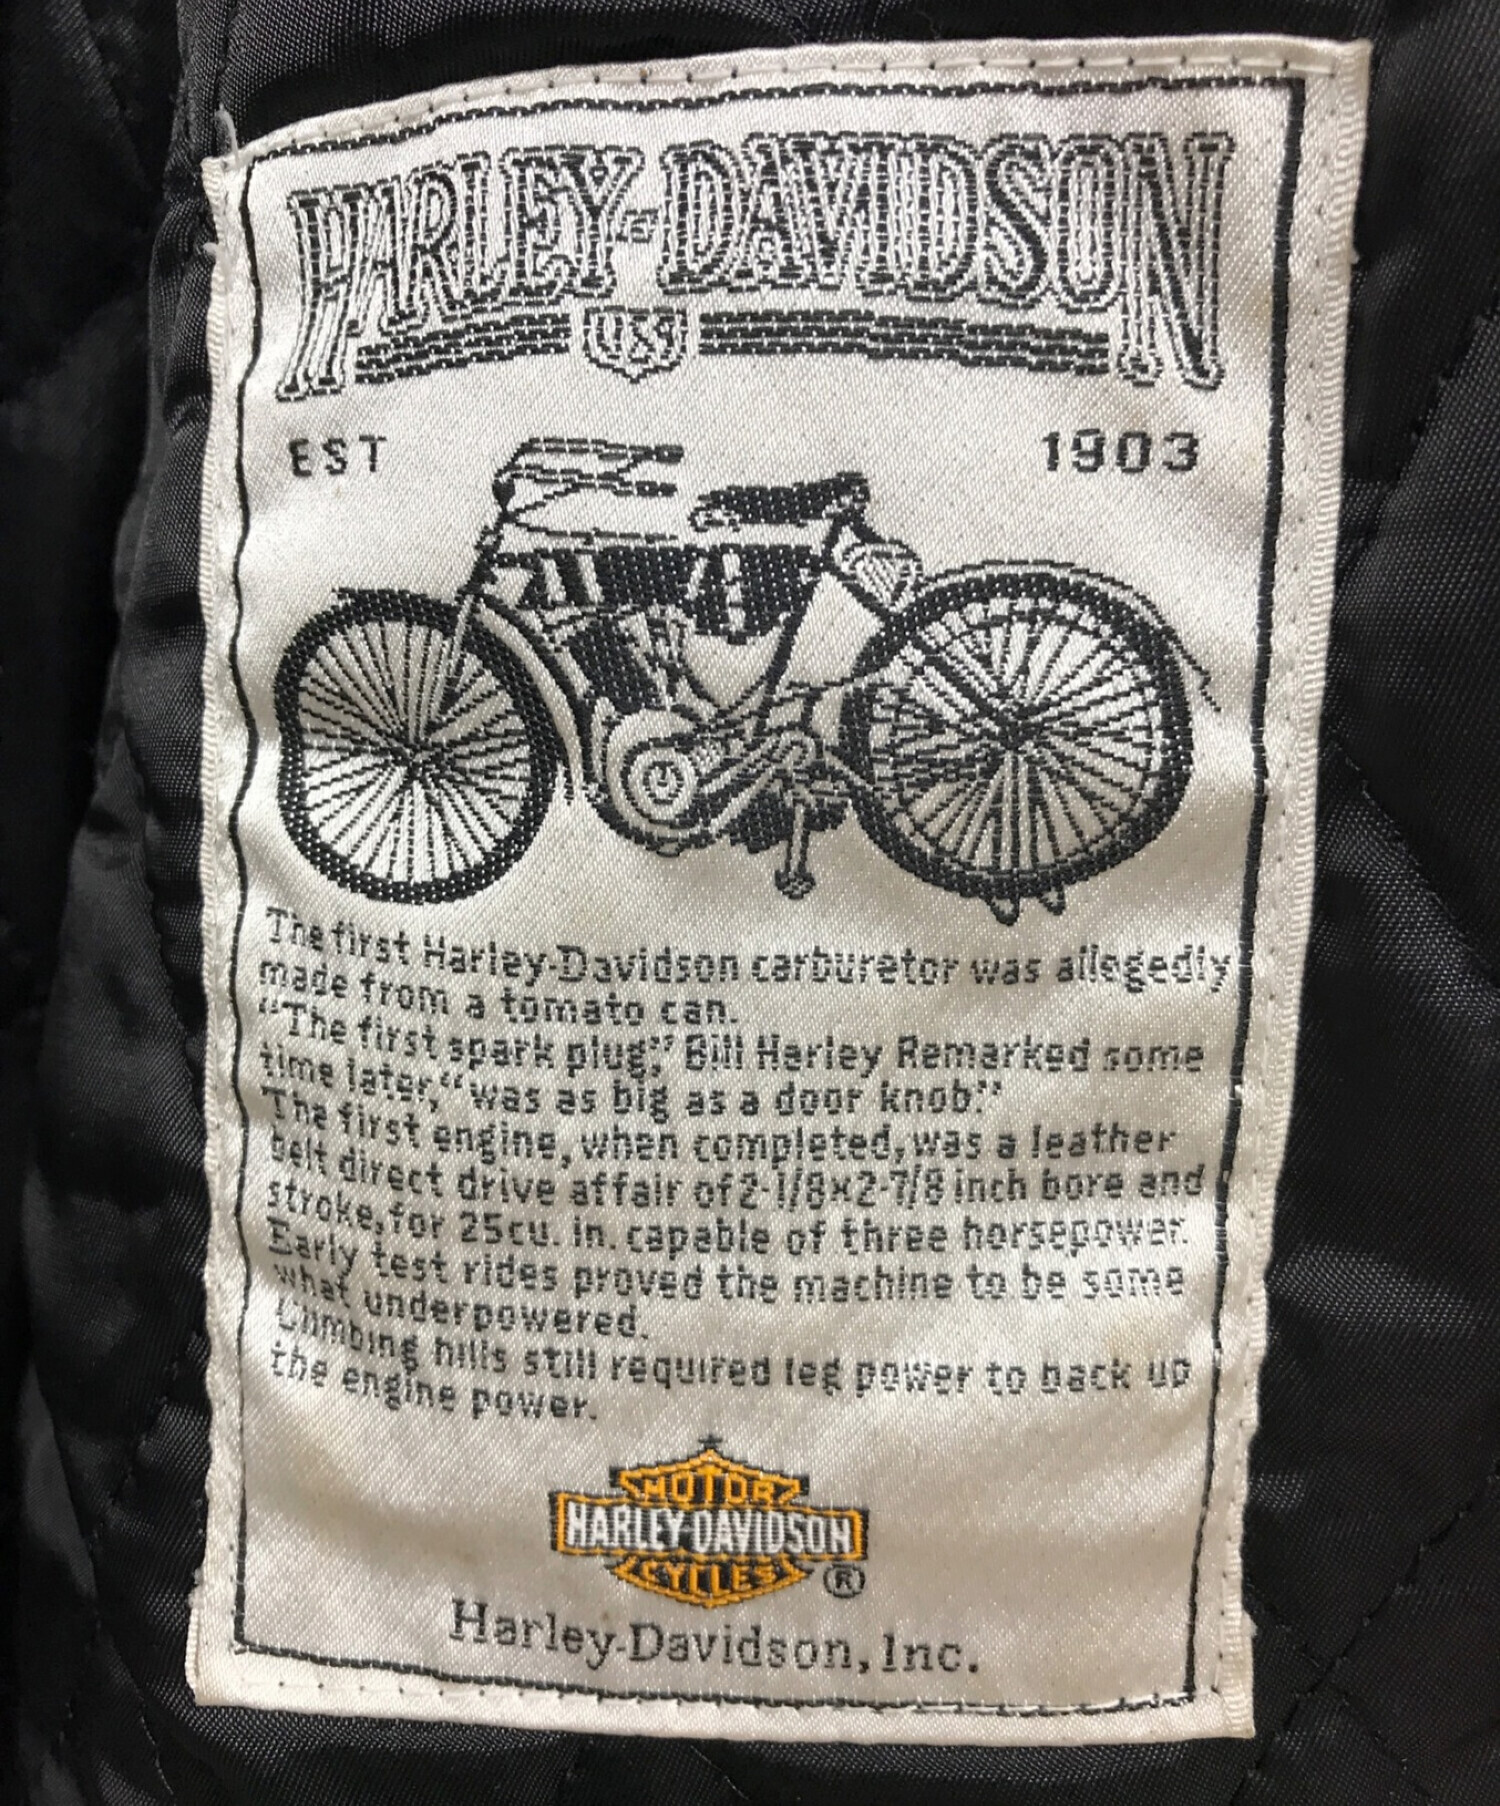 HARLEY-DAVIDSON
USA
EST 1903
The first Harley-Davidson carburetor was allegedly
made from a tomato can.
“The first spark plug,” Bill Harley Remarked some
time later, “was as big as a door knob.”
The first engine, when completed, was a leather
belt direct drive affair of 2-1/8×2-7/8 inch bore and
stroke, for 25cu. in. capable of three horsepower.
Early test rides proved the machine to be some
what underpowered.
Climbing hills still required leg power to back up
the engine power.
MOTOR
HARLEY-DAVIDSON
CYCLES ®
Harley-Davidson, Inc.